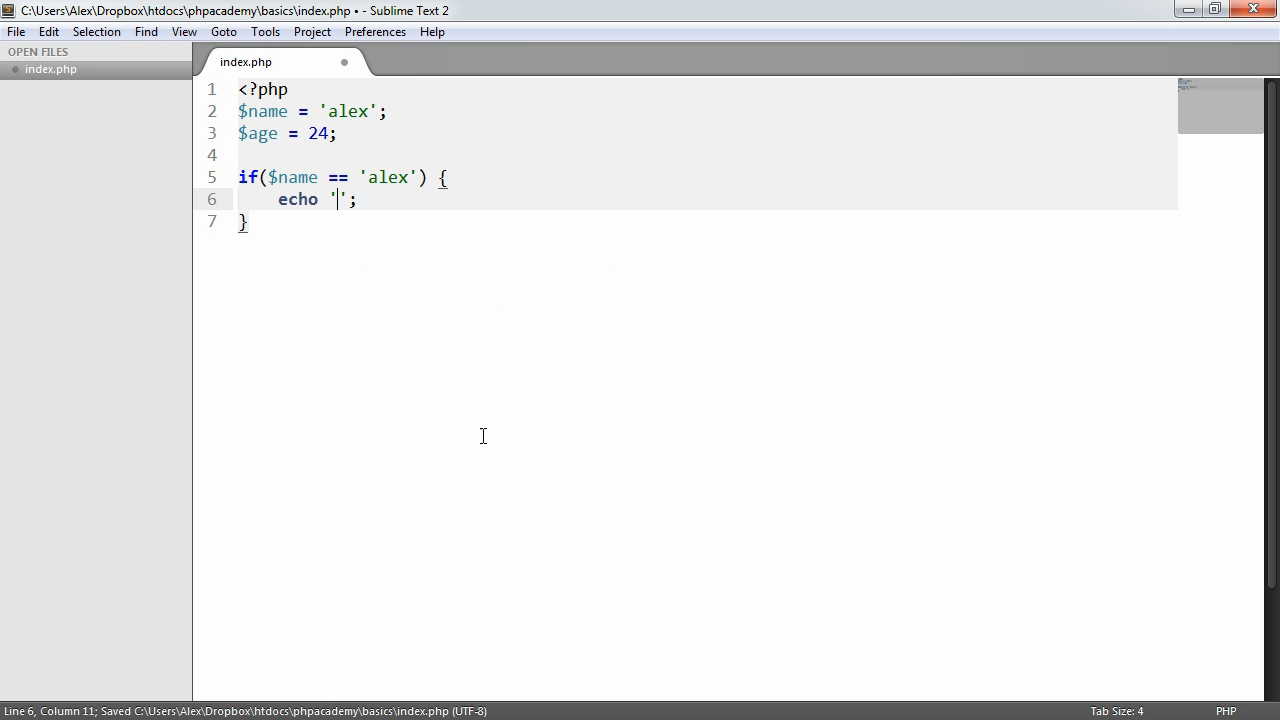 C:\Users\Alex\Dropbox\htdocs\phpacademy\basics\index.php • - Sublime Text 2
File Edit Selection Find View Goto Tools Project Preferences Help
OPEN FILES
index.php
index.php
1 <?php
2 $name = 'alex';
3 $age = 24;
4
5 if($name == 'alex') {
6     echo '';
7 }
Line 6, Column 11; Saved C:\Users\Alex\Dropbox\htdocs\phpacademy\basics\index.php (UTF-8)
Tab Size: 4
PHP